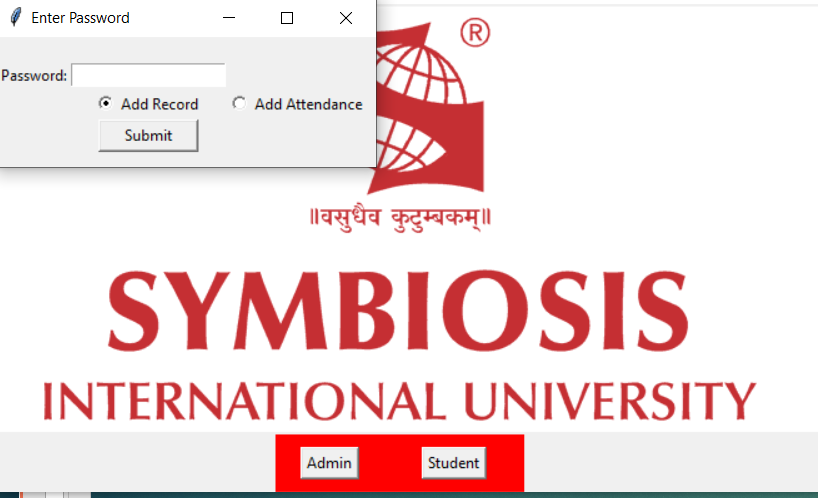 Enter Password
Password:
Add Record Add Attendance
Submit
®
॥वसुधैव कुटुम्बकम्॥
SYMBIOSIS
INTERNATIONAL UNIVERSITY
Admin Student